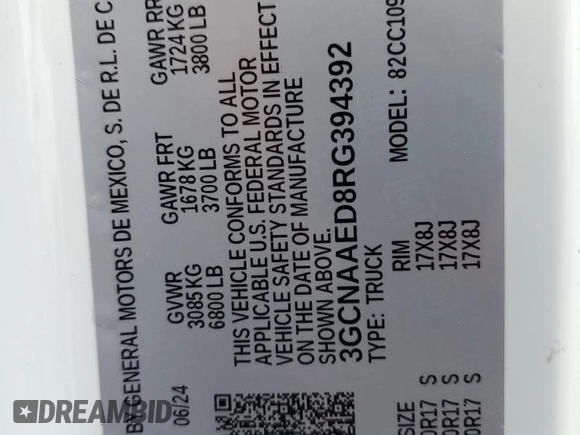 BY GENERAL MOTORS DE MEXICO, S. DE R.L. DE C
06/24
GVWR GAWR FRT GAWR RR
3085 KG 1678 KG 1724 KG
6800 LB 3700 LB 3800 LB
THIS VEHICLE CONFORMS TO ALL
APPLICABLE U.S. FEDERAL MOTOR
VEHICLE SAFETY STANDARDS IN EFFECT
ON THE DATE OF MANUFACTURE
SHOWN ABOVE.
3GCNAAED8RG394392
TYPE: TRUCK MODEL: 82CC109
SIZE RIM
0R17 S 17X8J
0R17 S 17X8J
0R17 S 17X8J
DREAMBID